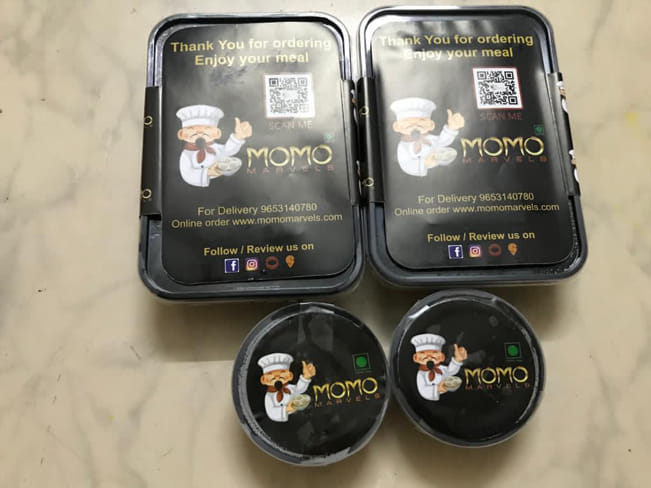 Thank You for ordering
Enjoy your meal
SCAN ME
MOMO
MARVELS
For Delivery 9653140780
Online order www.momomarvels.com
Follow / Review us on
Thank You for ordering
Enjoy your meal
SCAN ME
MOMO
MARVELS
For Delivery 9653140780
Online order www.momomarvels.com
Follow / Review us on
MOMO
MARVELS
MOMO
MARVELS